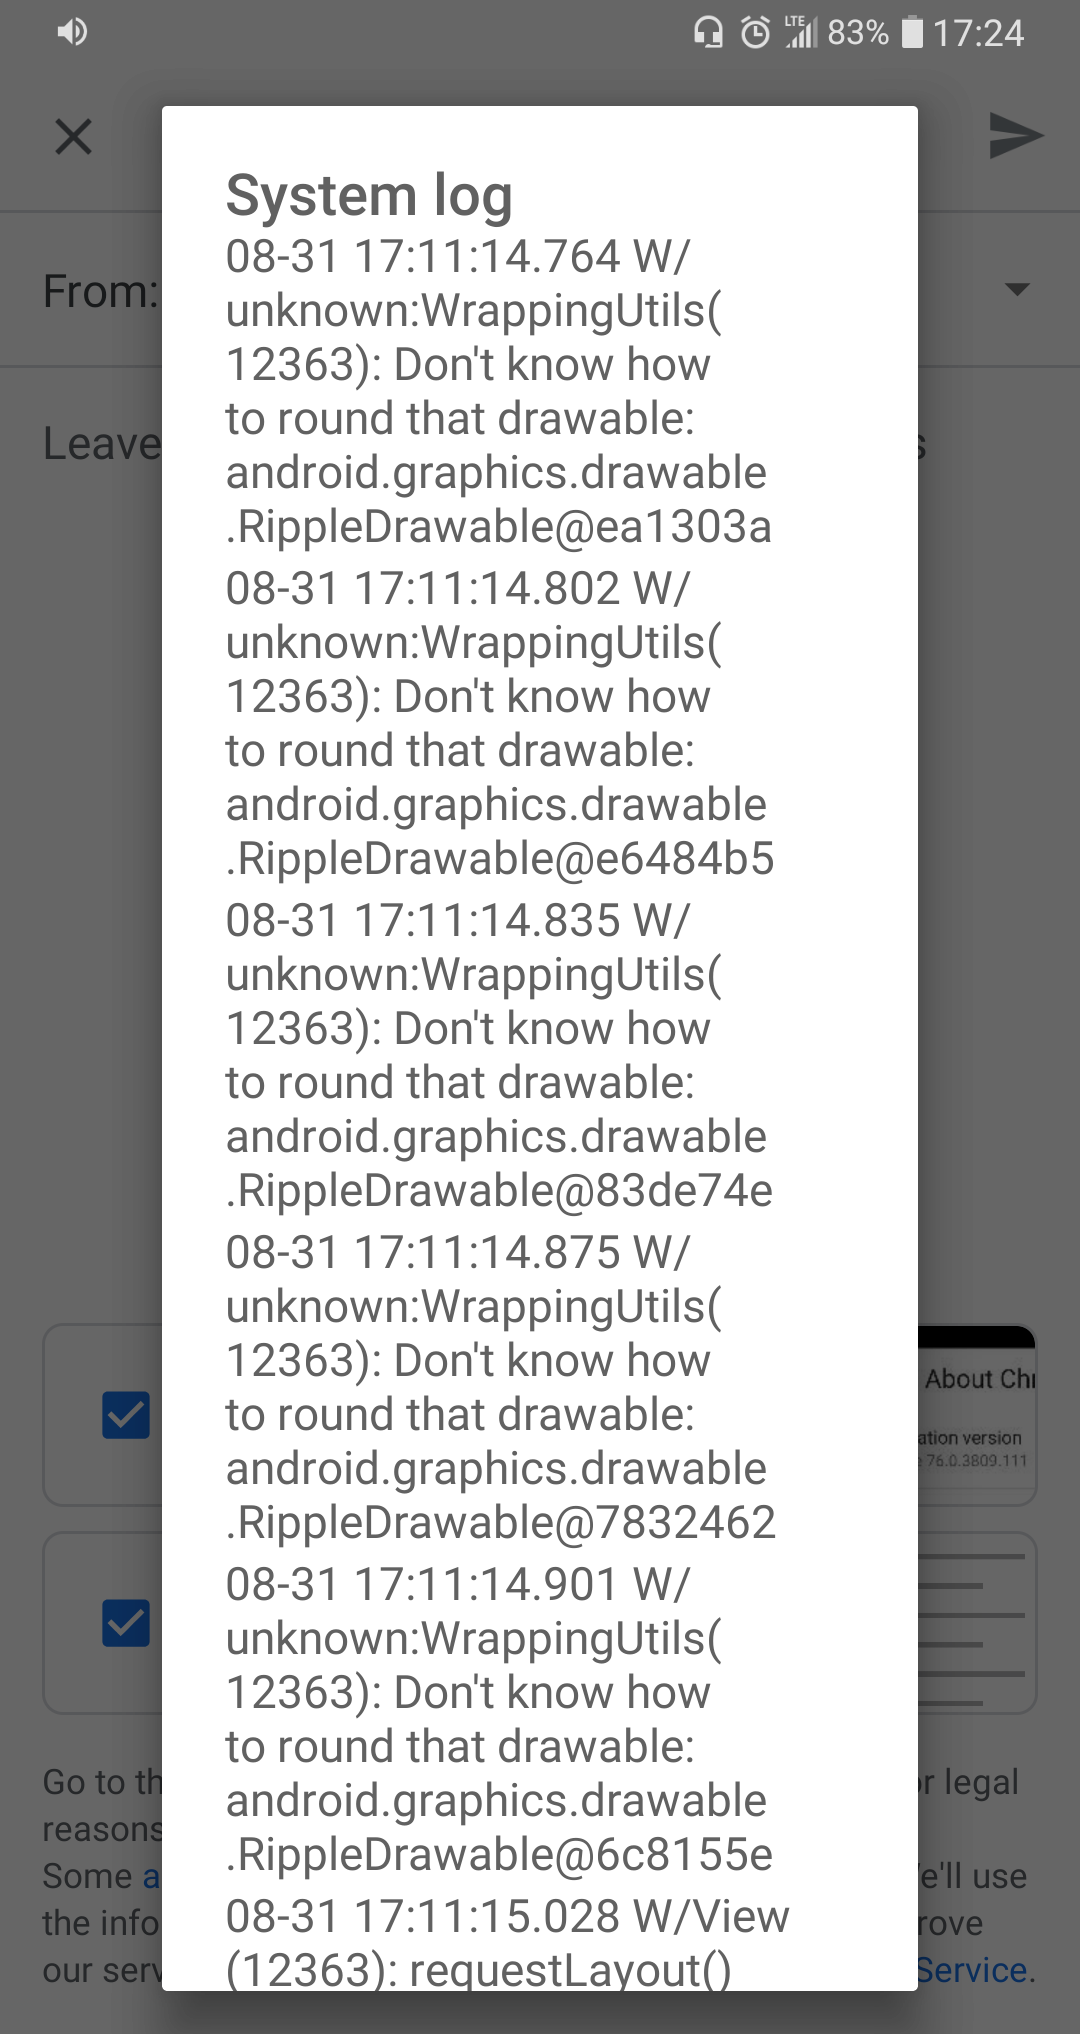 LTE 83% 17:24
From:
Leave
System log
08-31 17:11:14.764 W/
unknown:WrappingUtils(
12363): Don't know how
to round that drawable:
android.graphics.drawable
.RippleDrawable@ea1303a
08-31 17:11:14.802 W/
unknown:WrappingUtils(
12363): Don't know how
to round that drawable:
android.graphics.drawable
.RippleDrawable@e6484b5
08-31 17:11:14.835 W/
unknown:WrappingUtils(
12363): Don't know how
to round that drawable:
android.graphics.drawable
.RippleDrawable@83de74e
08-31 17:11:14.875 W/
unknown:WrappingUtils(
12363): Don't know how
to round that drawable:
android.graphics.drawable
.RippleDrawable@7832462
08-31 17:11:14.901 W/
unknown:WrappingUtils(
12363): Don't know how
to round that drawable:
android.graphics.drawable
.RippleDrawable@6c8155e
08-31 17:11:15.028 W/View
(12363): requestLayout()
About Chr
ation version
76.0.3809.111
Go to th or legal
reasons
Some a e'll use
the info rove
our serv Service.